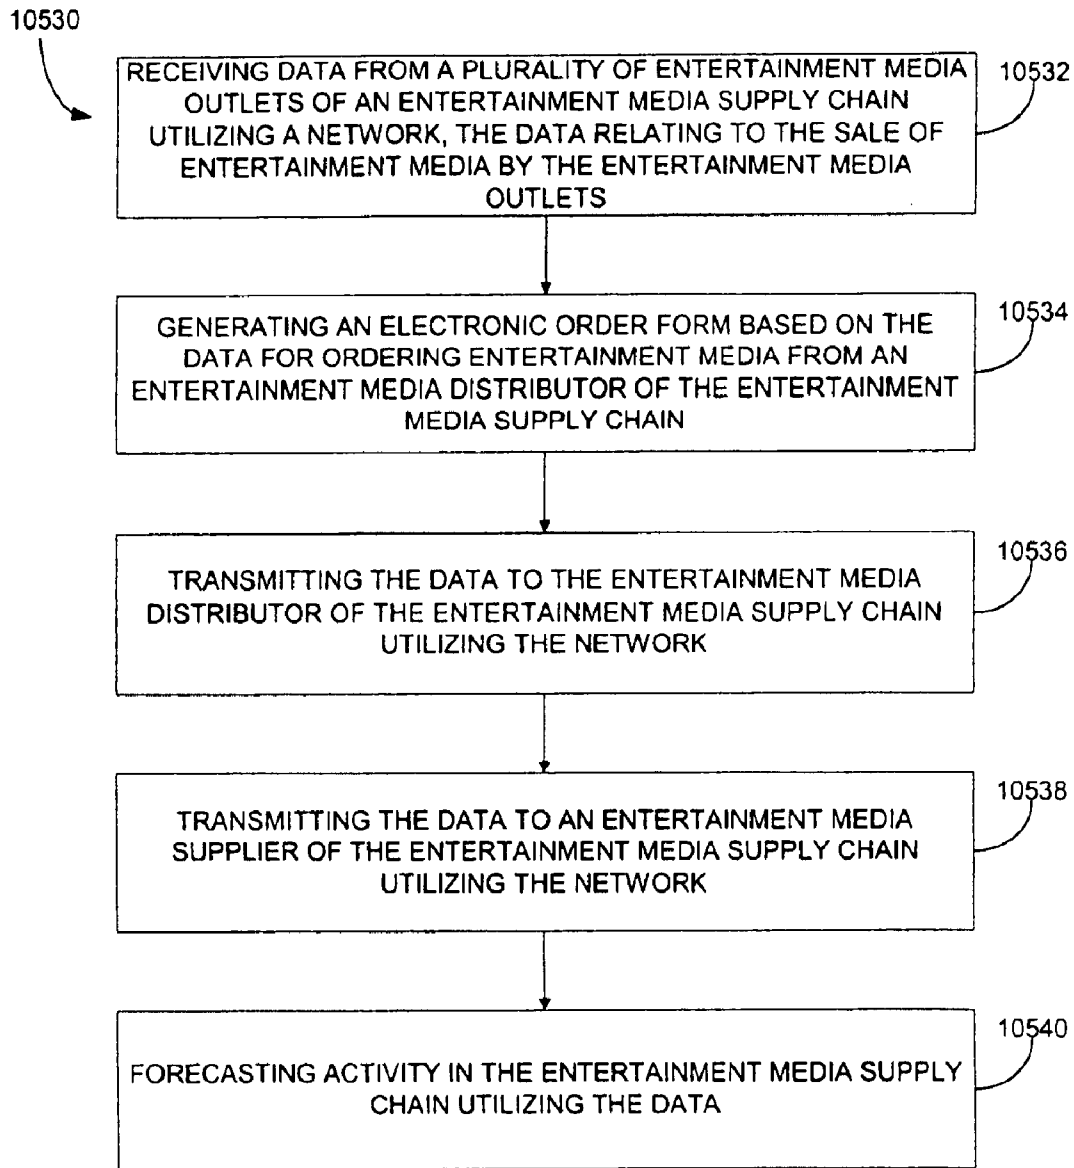 10530
RECEIVING DATA FROM A PLURALITY OF ENTERTAINMENT MEDIA
OUTLETS OF AN ENTERTAINMENT MEDIA SUPPLY CHAIN
UTILIZING A NETWORK, THE DATA RELATING TO THE SALE OF
ENTERTAINMENT MEDIA BY THE ENTERTAINMENT MEDIA
OUTLETS
10532
GENERATING AN ELECTRONIC ORDER FORM BASED ON THE
DATA FOR ORDERING ENTERTAINMENT MEDIA FROM AN
ENTERTAINMENT MEDIA DISTRIBUTOR OF THE ENTERTAINMENT
MEDIA SUPPLY CHAIN
10534
TRANSMITTING THE DATA TO THE ENTERTAINMENT MEDIA
DISTRIBUTOR OF THE ENTERTAINMENT MEDIA SUPPLY CHAIN
UTILIZING THE NETWORK
10536
TRANSMITTING THE DATA TO AN ENTERTAINMENT MEDIA
SUPPLIER OF THE ENTERTAINMENT MEDIA SUPPLY CHAIN
UTILIZING THE NETWORK
10538
FORECASTING ACTIVITY IN THE ENTERTAINMENT MEDIA SUPPLY
CHAIN UTILIZING THE DATA
10540